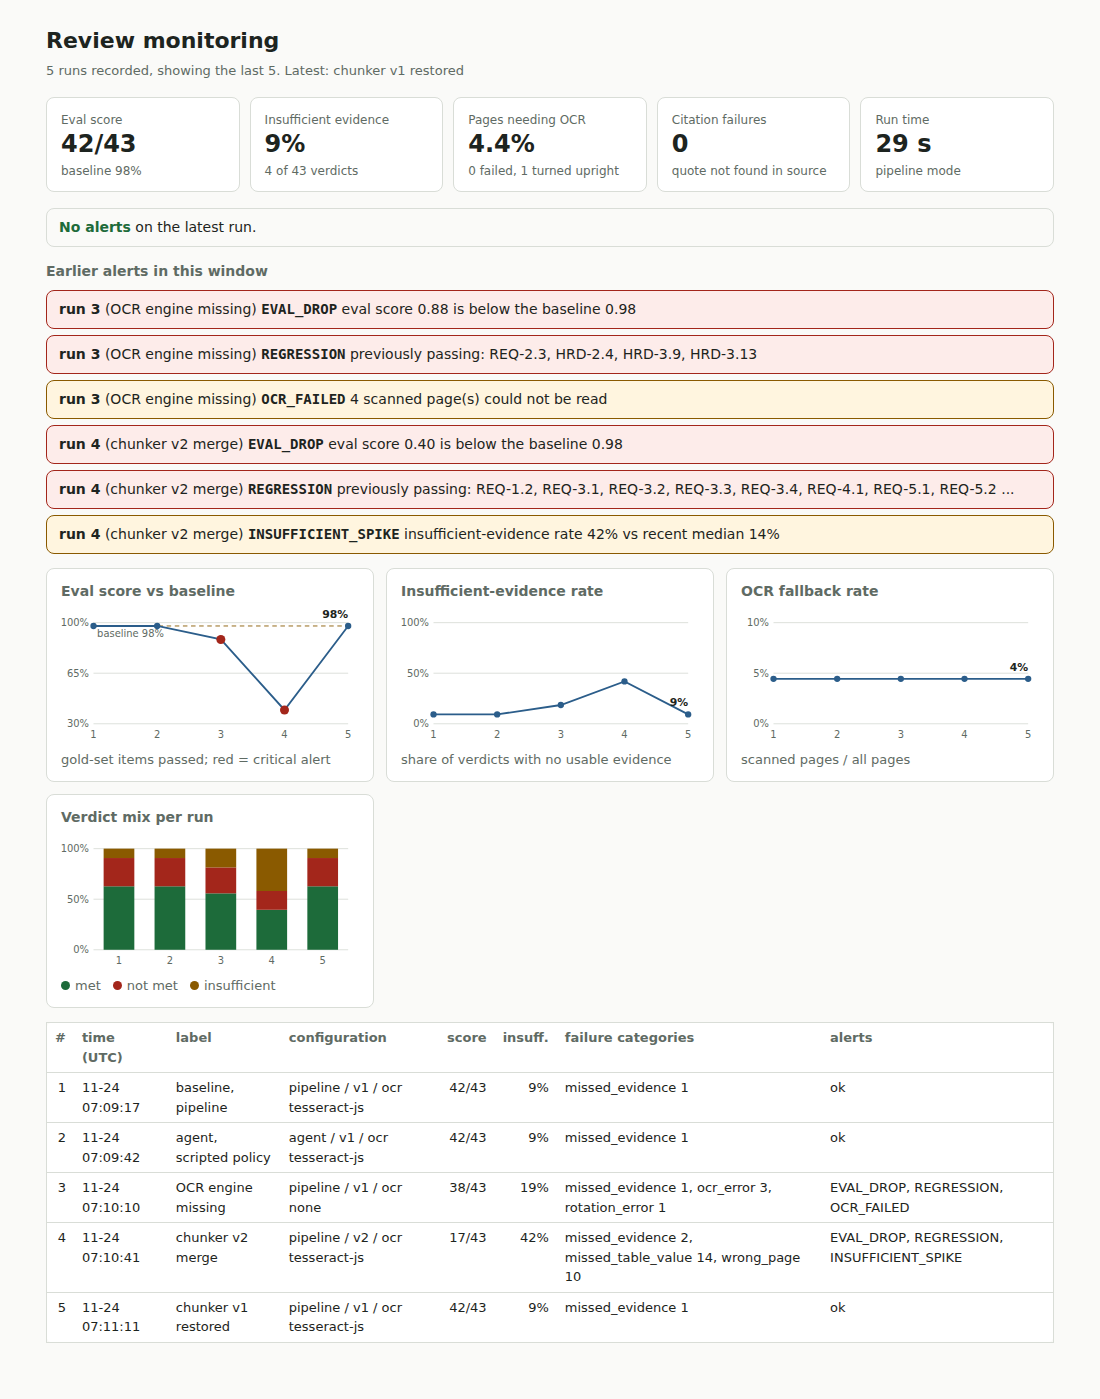 Review monitoring
5 runs recorded, showing the last 5. Latest: chunker v1 restored
Eval score
42/43
baseline 98%
Insufficient evidence
9%
4 of 43 verdicts
Pages needing OCR
4.4%
0 failed, 1 turned upright
Citation failures
0
quote not found in source
Run time
29 s
pipeline mode
No alerts on the latest run.
Earlier alerts in this window
run 3 (OCR engine missing) EVAL_DROP eval score 0.88 is below the baseline 0.98
run 3 (OCR engine missing) REGRESSION previously passing: REQ-2.3, HRD-2.4, HRD-3.9, HRD-3.13
run 3 (OCR engine missing) OCR_FAILED 4 scanned page(s) could not be read
run 4 (chunker v2 merge) EVAL_DROP eval score 0.40 is below the baseline 0.98
run 4 (chunker v2 merge) REGRESSION previously passing: REQ-1.2, REQ-3.1, REQ-3.2, REQ-3.3, REQ-3.4, REQ-4.1, REQ-5.1, REQ-5.2 ...
run 4 (chunker v2 merge) INSUFFICIENT_SPIKE insufficient-evidence rate 42% vs recent median 14%
Eval score vs baseline
98%
100%
baseline 98%
65%
30%
1 2 3 4 5
gold-set items passed; red = critical alert
Insufficient-evidence rate
100%
50%
9%
0%
1 2 3 4 5
share of verdicts with no usable evidence
OCR fallback rate
10%
4%
5%
0%
1 2 3 4 5
scanned pages / all pages
Verdict mix per run
100%
50%
0%
1 2 3 4 5
met not met insufficient
# time (UTC) label configuration score insuff. failure categories alerts
1 11-24 baseline, pipeline / v1 / ocr 42/43 9% missed_evidence 1 ok
07:09:17 pipeline tesseract-js
2 11-24 agent, agent / v1 / ocr 42/43 9% missed_evidence 1 ok
07:09:42 scripted policy tesseract-js
3 11-24 OCR engine pipeline / v1 / ocr 38/43 19% missed_evidence 1, ocr_error 3, EVAL_DROP, REGRESSION,
07:10:10 missing none rotation_error 1 OCR_FAILED
4 11-24 chunker v2 pipeline / v2 / ocr 17/43 42% missed_evidence 2, EVAL_DROP, REGRESSION,
07:10:41 merge tesseract-js missed_table_value 14, wrong_page INSUFFICIENT_SPIKE
10
5 11-24 chunker v1 pipeline / v1 / ocr 42/43 9% missed_evidence 1 ok
07:11:11 restored tesseract-js